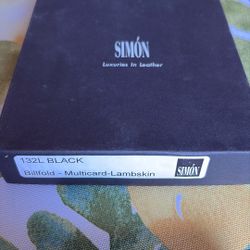 SIMÓN
Luxuries in Leather
132L BLACK
Billfold - Multicard-Lambskin
SIMÓN